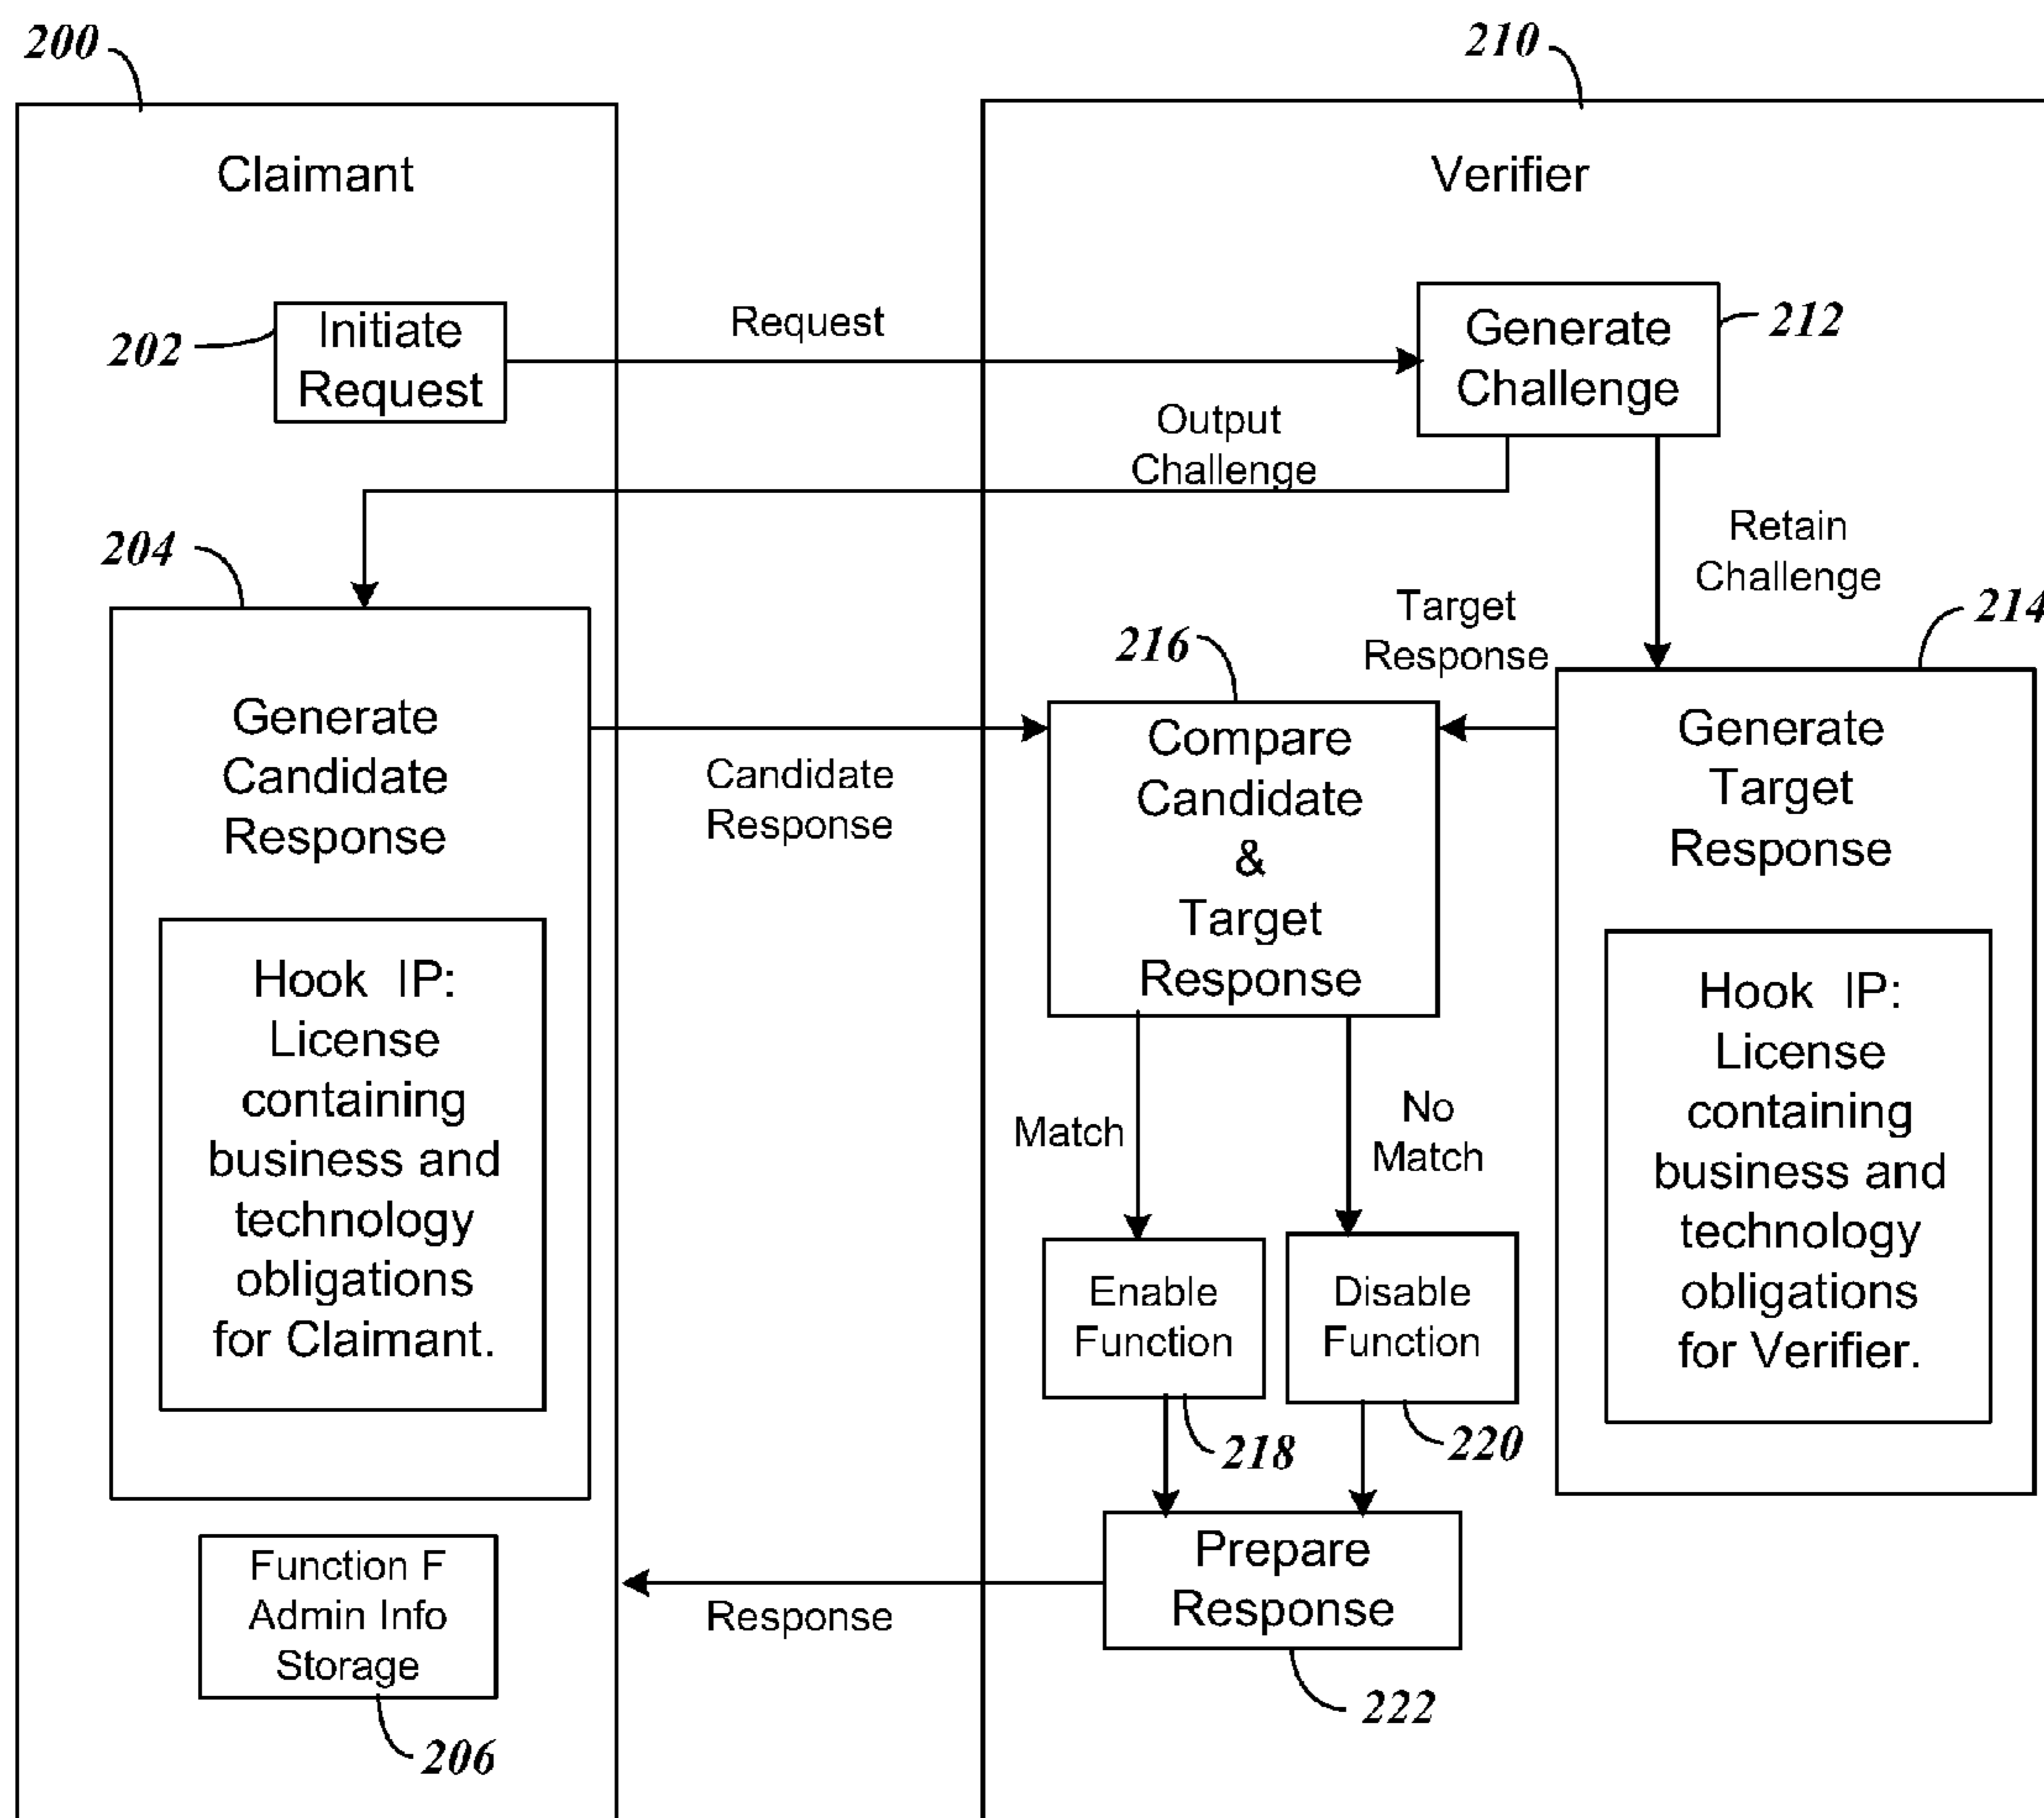 200
210
Claimant
Verifier
202
Initiate
Request
Request
Generate
Challenge
212
Output
Challenge
Retain
Challenge
204
Generate
Candidate
Response
Hook IP:
License
containing
business and
technology
obligations
for Claimant.
Candidate
Response
216
Compare
Candidate
&
Target
Response
Target
Response
214
Generate
Target
Response
Hook IP:
License
containing
business and
technology
obligations
for Verifier.
Match
No
Match
Enable
Function
218
Disable
Function
220
Function F
Admin Info
Storage
206
Response
Prepare
Response
222